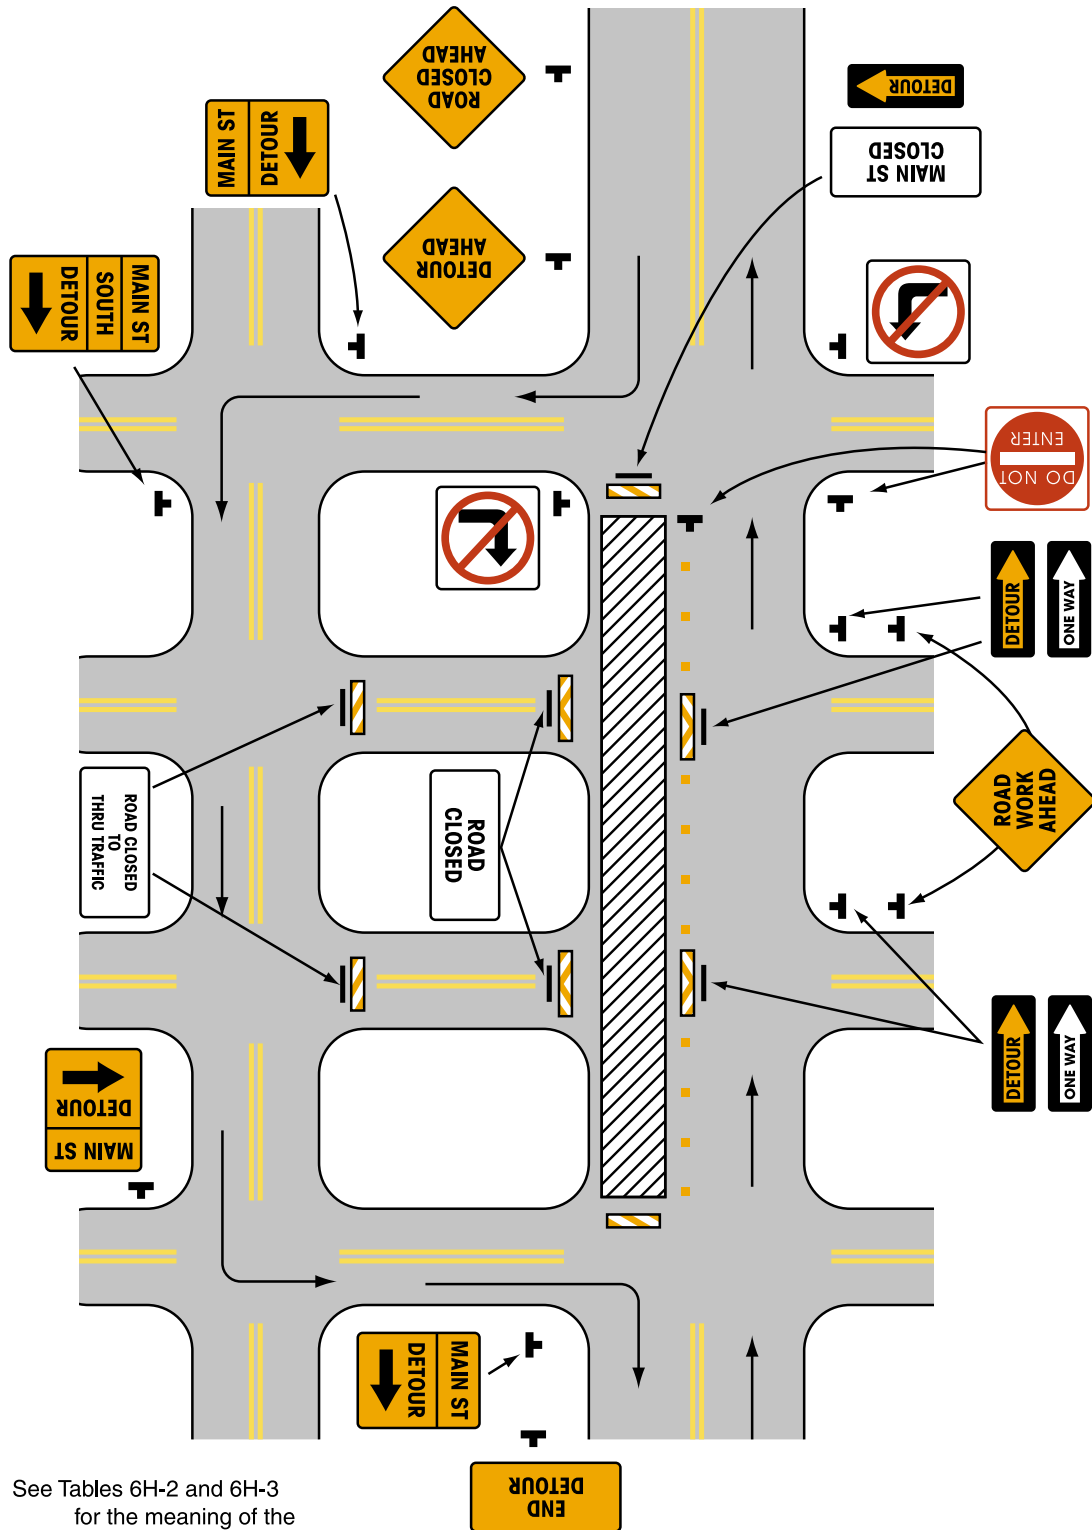 ROAD
CLOSED
AHEAD
DETOUR
MAIN ST
CLOSED
MAIN ST
DETOUR
DETOUR
AHEAD
MAIN ST
SOUTH
DETOUR
DO NOT
ENTER
DETOUR
ONE WAY
ROAD
WORK
AHEAD
ROAD CLOSED
TO
THRU TRAFFIC
ROAD
CLOSED
DETOUR
ONE WAY
MAIN ST
DETOUR
MAIN ST
DETOUR
END
DETOUR
See Tables 6H-2 and 6H-3
for the meaning of the